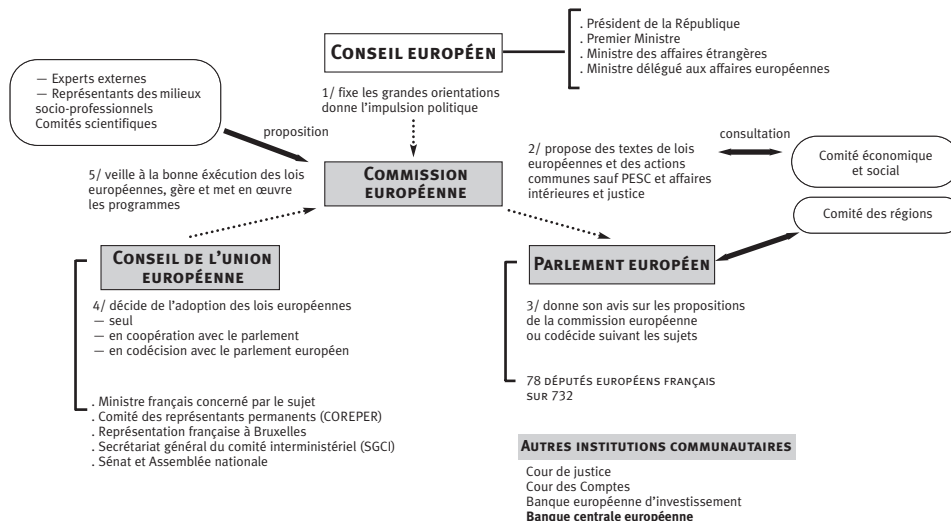 CONSEIL EUROPÉEN
. Président de la République
. Premier Ministre
. Ministre des affaires étrangères
. Ministre délégué aux affaires européennes
— Experts externes
— Représentants des milieux
socio-professionnels
Comités scientifiques
1/ fixe les grandes orientations
donne l'impulsion politique
proposition
COMMISSION
EUROPÉENNE
2/ propose des textes de lois
européennes et des actions
communes sauf PESC et affaires
intérieures et justice
consultation
Comité économique
et social
Comité des régions
5/ veille à la bonne éxécution des lois
européennes, gère et met en œuvre
les programmes
CONSEIL DE L'UNION
EUROPÉENNE
4/ décide de l'adoption des lois européennes
— seul
— en coopération avec le parlement
— en codécision avec le parlement européen
. Ministre français concerné par le sujet
. Comité des représentants permanents (COREPER)
. Représentation française à Bruxelles
. Secrétariat général du comité interministériel (SGCI)
. Sénat et Assemblée nationale
PARLEMENT EUROPÉEN
3/ donne son avis sur les propositions
de la commission européenne
ou codécide suivant les sujets
78 DÉPUTÉS EUROPÉENS FRANÇAIS
SUR 732
AUTRES INSTITUTIONS COMMUNAUTAIRES
Cour de justice
Cour des Comptes
Banque européenne d'investissement
Banque centrale européenne